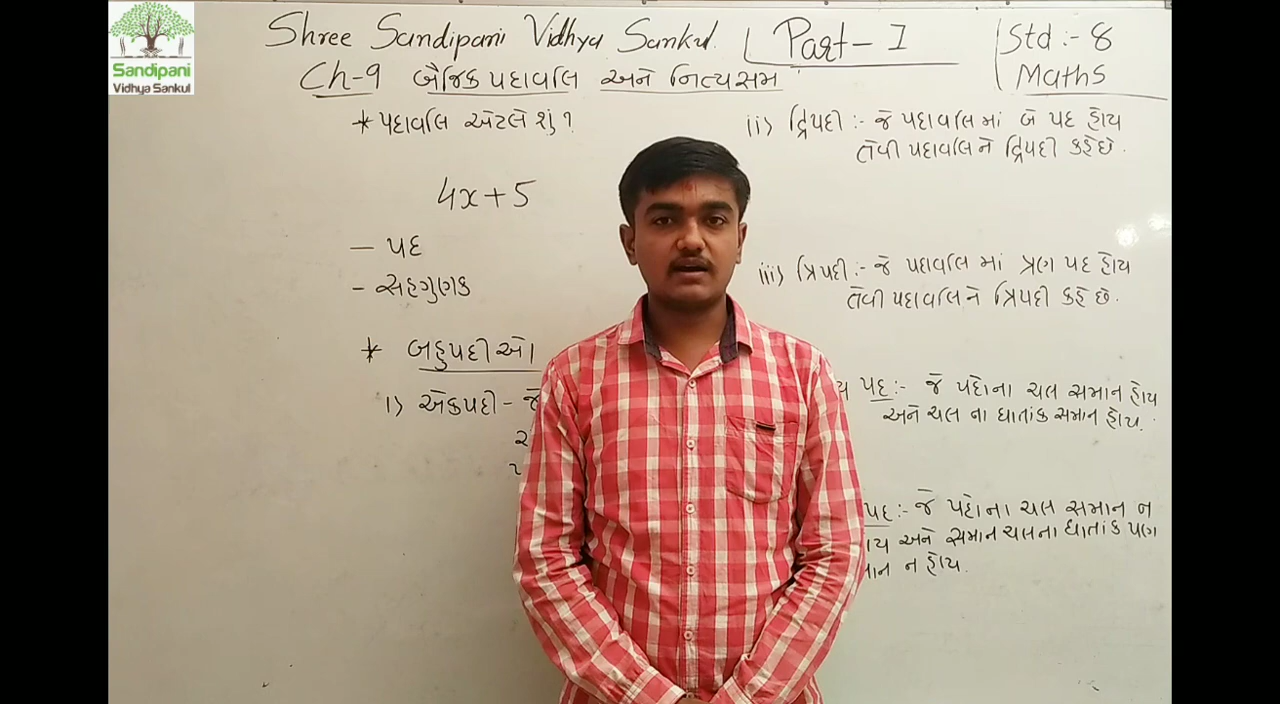 Sandipani
Vidhya Sankul
Shree Sandipani Vidhya Sankul.
Part - I
Std :- 8
Maths
Ch-9 બૈજિક પદાવલિ અને નિત્યસમ
* પદાવલિ એટલે શું?
4x + 5
- પદ
- સહગુણક
* બહુપદીઓ
i> એકપદી - જે
ii> દ્વિપદી :- જે પદાવલિમાં બે પદ હોય
તેવી પદાવલિને દ્વિપદી કહે છે.
iii> ત્રિપદી :- જે પદાવલિ માં ત્રણ પદ હોય
તેવી પદાવલિને ત્રિપદી કહે છે.
પદ :- જે પદોના ચલ સમાન હોય
અને ચલ ના ઘાતાંક સમાન હોય.
પદ :- જે પદોના ચલ સમાન ન
અને સમાન ચલના ઘાતાંક પણ
ન હોય.